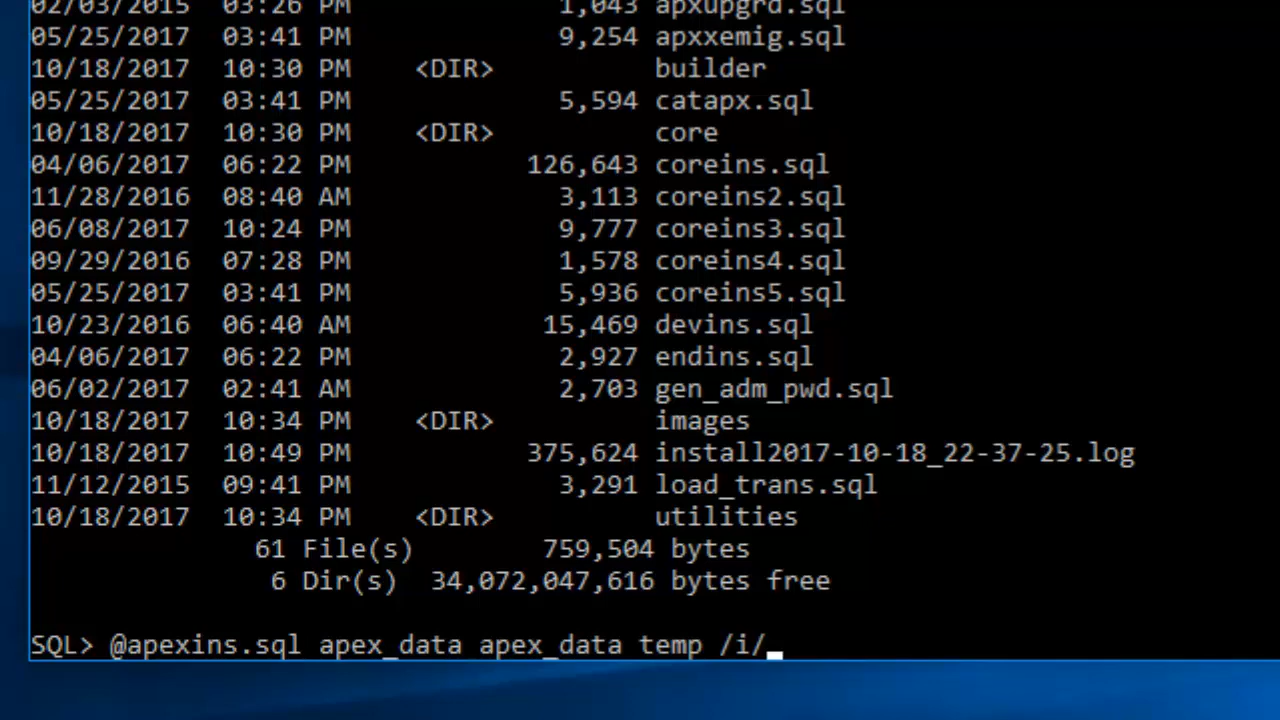 02/03/2015  03:26 PM             1,043 apxupgrd.sql
05/25/2017  03:41 PM             9,254 apxxemig.sql
10/18/2017  10:30 PM    <DIR>          builder
05/25/2017  03:41 PM             5,594 catapx.sql
10/18/2017  10:30 PM    <DIR>          core
04/06/2017  06:22 PM           126,643 coreins.sql
11/28/2016  08:40 AM             3,113 coreins2.sql
06/08/2017  10:24 PM             9,777 coreins3.sql
09/29/2016  07:28 PM             1,578 coreins4.sql
05/25/2017  03:41 PM             5,936 coreins5.sql
10/23/2016  06:40 AM            15,469 devins.sql
04/06/2017  06:22 PM             2,927 endins.sql
06/02/2017  02:41 AM             2,703 gen_adm_pwd.sql
10/18/2017  10:34 PM    <DIR>          images
10/18/2017  10:49 PM           375,624 install2017-10-18_22-37-25.log
11/12/2015  09:41 PM             3,291 load_trans.sql
10/18/2017  10:34 PM    <DIR>          utilities
              61 File(s)        759,504 bytes
               6 Dir(s)  34,072,047,616 bytes free
SQL> @apexins.sql apex_data apex_data temp /i/